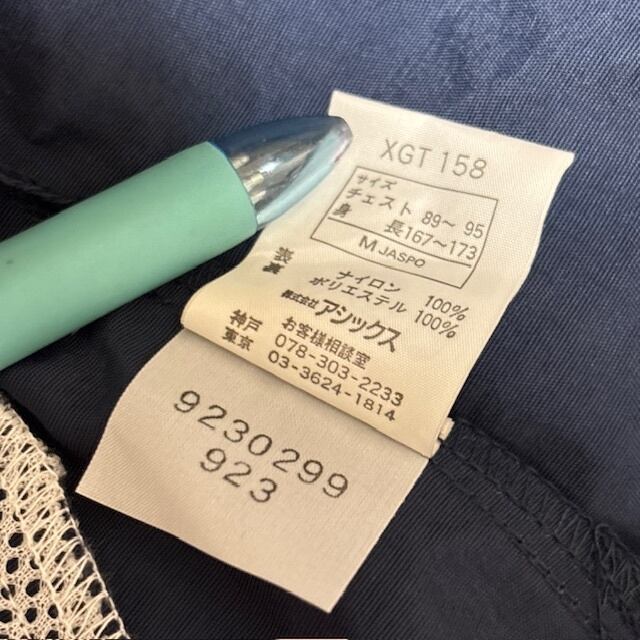 XGT 158
サイズ
チェスト 89~ 95
身 長167~173
M JASPO
表 ナイロン 100%
裏 ポリエステル 100%
株式会社 アシックス
お客様相談室
神戸 078-303-2233
東京 03-3624-1814
9230299
923